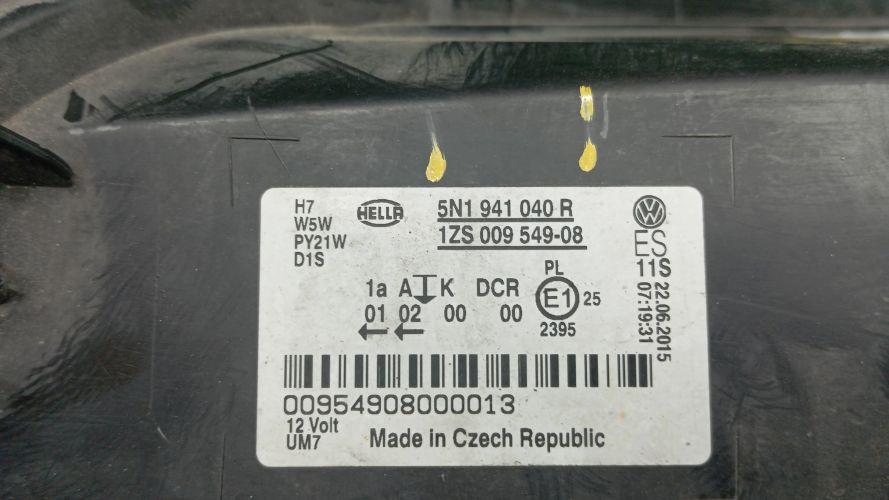 H7
W5W
PY21W
D1S
HELLA
5N1 941 040 R
1ZS 009 549-08
ES
11S
22.06.2015
07:19:31
1a A K DCR
01 02 00 00
PL
E1
25
2395
00954908000013
12 Volt
UM7
Made in Czech Republic